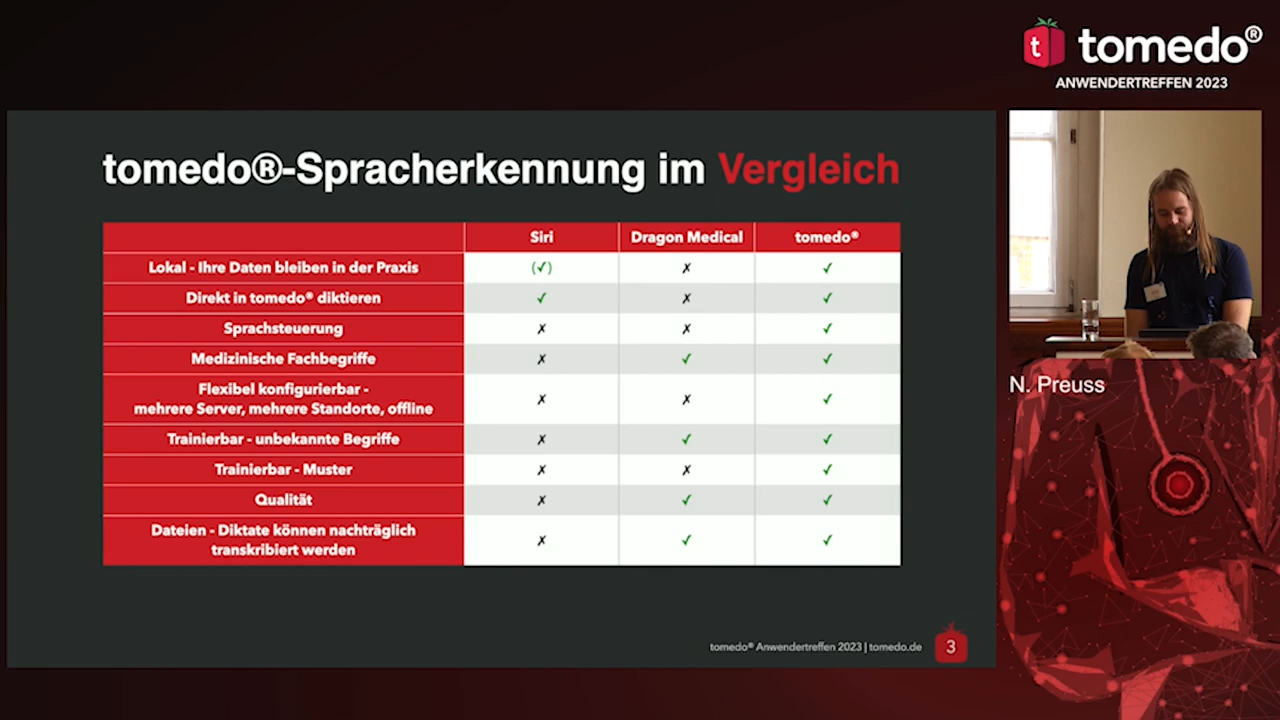 tomedo®
ANWENDERTREFFEN 2023
tomedo®-Spracherkennung im Vergleich
Siri Dragon Medical tomedo®
Lokal - Ihre Daten bleiben in der Praxis (✓) ✗ ✓
Direkt in tomedo® diktieren ✓ ✗ ✓
Sprachsteuerung ✗ ✗ ✓
Medizinische Fachbegriffe ✗ ✓ ✓
Flexibel konfigurierbar -
mehrere Server, mehrere Standorte, offline ✗ ✗ ✓
Trainierbar - unbekannte Begriffe ✗ ✓ ✓
Trainierbar - Muster ✗ ✗ ✓
Qualität ✗ ✓ ✓
Dateien - Diktate können nachträglich
transkribiert werden ✗ ✓ ✓
tomedo® Anwendertreffen 2023 | tomedo.de 3
N. Preuss